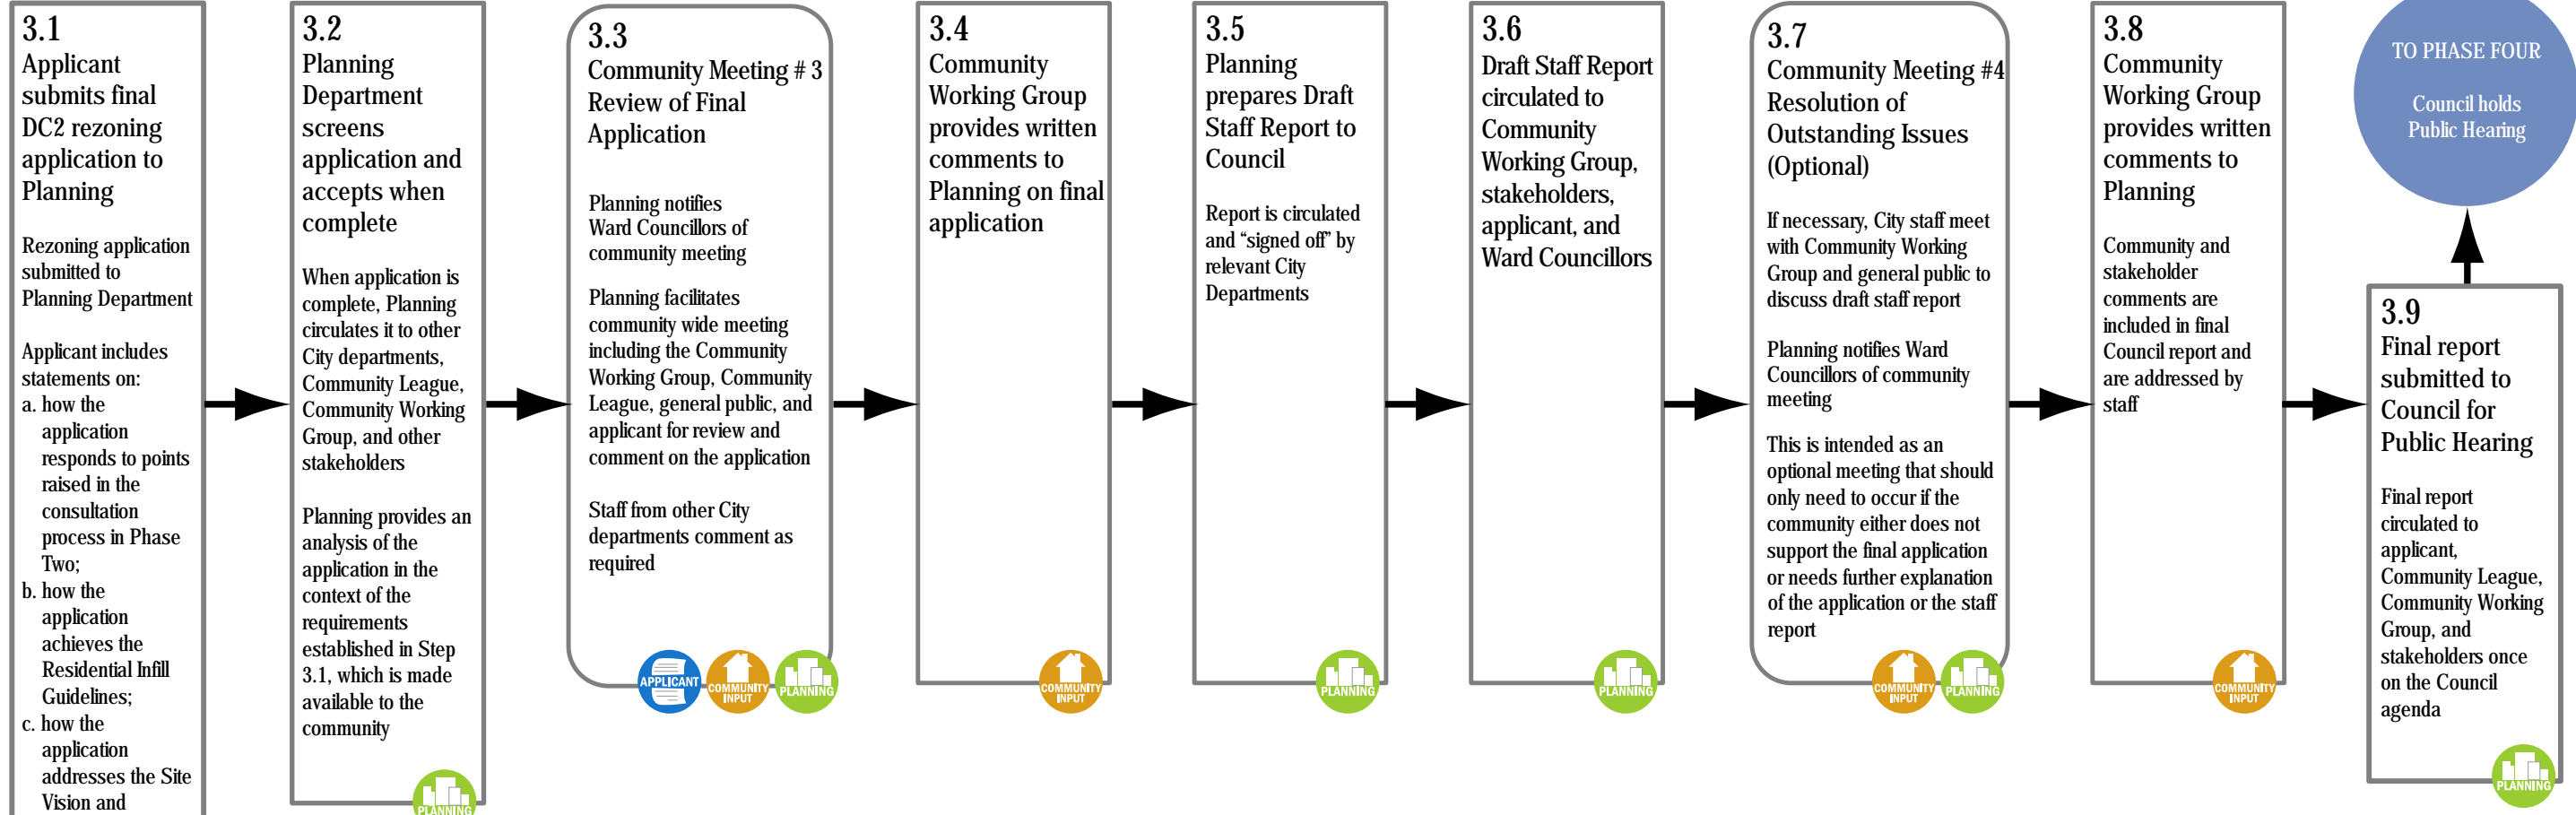 3.1
Applicant
submits final
DC2 rezoning
application to
Planning
Rezoning application
submitted to
Planning Department
Applicant includes
statements on:
a. how the
application
responds to points
raised in the
consultation
process in Phase
Two;
b. how the
application
achieves the
Residential Infill
Guidelines;
c. how the
application
addresses the Site
Vision and
3.2
Planning
Department
screens
application and
accepts when
complete
When application is
complete, Planning
circulates it to other
City departments,
Community League,
Community Working
Group, and other
stakeholders
Planning provides an
analysis of the
application in the
context of the
requirements
established in Step
3.1, which is made
available to the
community
PLANNING
3.3
Community Meeting # 3
Review of Final
Application
Planning notifies
Ward Councillors of
community meeting
Planning facilitates
community wide meeting
including the Community
Working Group, Community
League, general public, and
applicant for review and
comment on the application
Staff from other City
departments comment as
required
APPLICANT
COMMUNITY
INPUT
PLANNING
3.4
Community
Working Group
provides written
comments to
Planning on final
application
COMMUNITY
INPUT
3.5
Planning
prepares Draft
Staff Report to
Council
Report is circulated
and “signed off” by
relevant City
Departments
PLANNING
3.6
Draft Staff Report
circulated to
Community
Working Group,
stakeholders,
applicant, and
Ward Councillors
PLANNING
3.7
Community Meeting #4
Resolution of
Outstanding Issues
(Optional)
If necessary, City staff meet
with Community Working
Group and general public to
discuss draft staff report
Planning notifies Ward
Councillors of community
meeting
This is intended as an
optional meeting that should
only need to occur if the
community either does not
support the final application
or needs further explanation
of the application or the staff
report
COMMUNITY
INPUT
PLANNING
3.8
Community
Working Group
provides written
comments to
Planning
Community and
stakeholder
comments are
included in final
Council report and
are addressed by
staff
COMMUNITY
INPUT
TO PHASE FOUR
Council holds
Public Hearing
3.9
Final report
submitted to
Council for
Public Hearing
Final report
circulated to
applicant,
Community League,
Community Working
Group, and
stakeholders once
on the Council
agenda
PLANNING